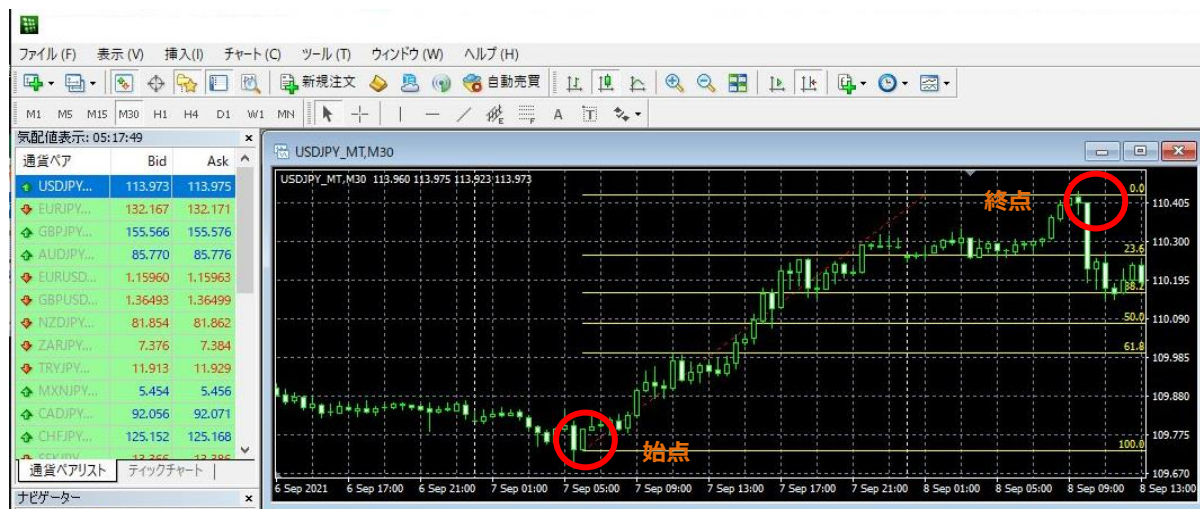 ファイル (F) 表示 (V) 挿入(I) チャート (C) ツール (T) ウィンドウ (W) ヘルプ (H)
新規注文 自動売買
M1 M5 M15 M30 H1 H4 D1 W1 MN A T
気配値表示: 05:17:49 ×
通貨ペア Bid Ask
USDJPY... 113.973 113.975
EURJPY... 132.167 132.171
GBPJPY... 155.566 155.576
AUDJPY... 85.770 85.776
EURUSD... 1.15960 1.15963
GBPUSD... 1.36493 1.36499
NZDJPY... 81.854 81.862
ZARJPY... 7.376 7.384
TRYJPY... 11.913 11.929
MXNJPY... 5.454 5.456
CADJPY... 92.056 92.071
CHFJPY... 125.152 125.168
通貨ペアリスト ティックチャート
ナビゲーター ×
USDJPY_MT,M30
USDJPY_MT,M30 113.960 113.975 113.923 113.973
終点
始点
0.0
23.6
38.2
50.0
61.8
100.0
110.405
110.300
110.195
110.090
109.985
109.880
109.775
109.670
6 Sep 2021 6 Sep 17:00 6 Sep 21:00 7 Sep 01:00 7 Sep 05:00 7 Sep 09:00 7 Sep 13:00 7 Sep 17:00 7 Sep 21:00 8 Sep 01:00 8 Sep 05:00 8 Sep 09:00 8 Sep 13:00